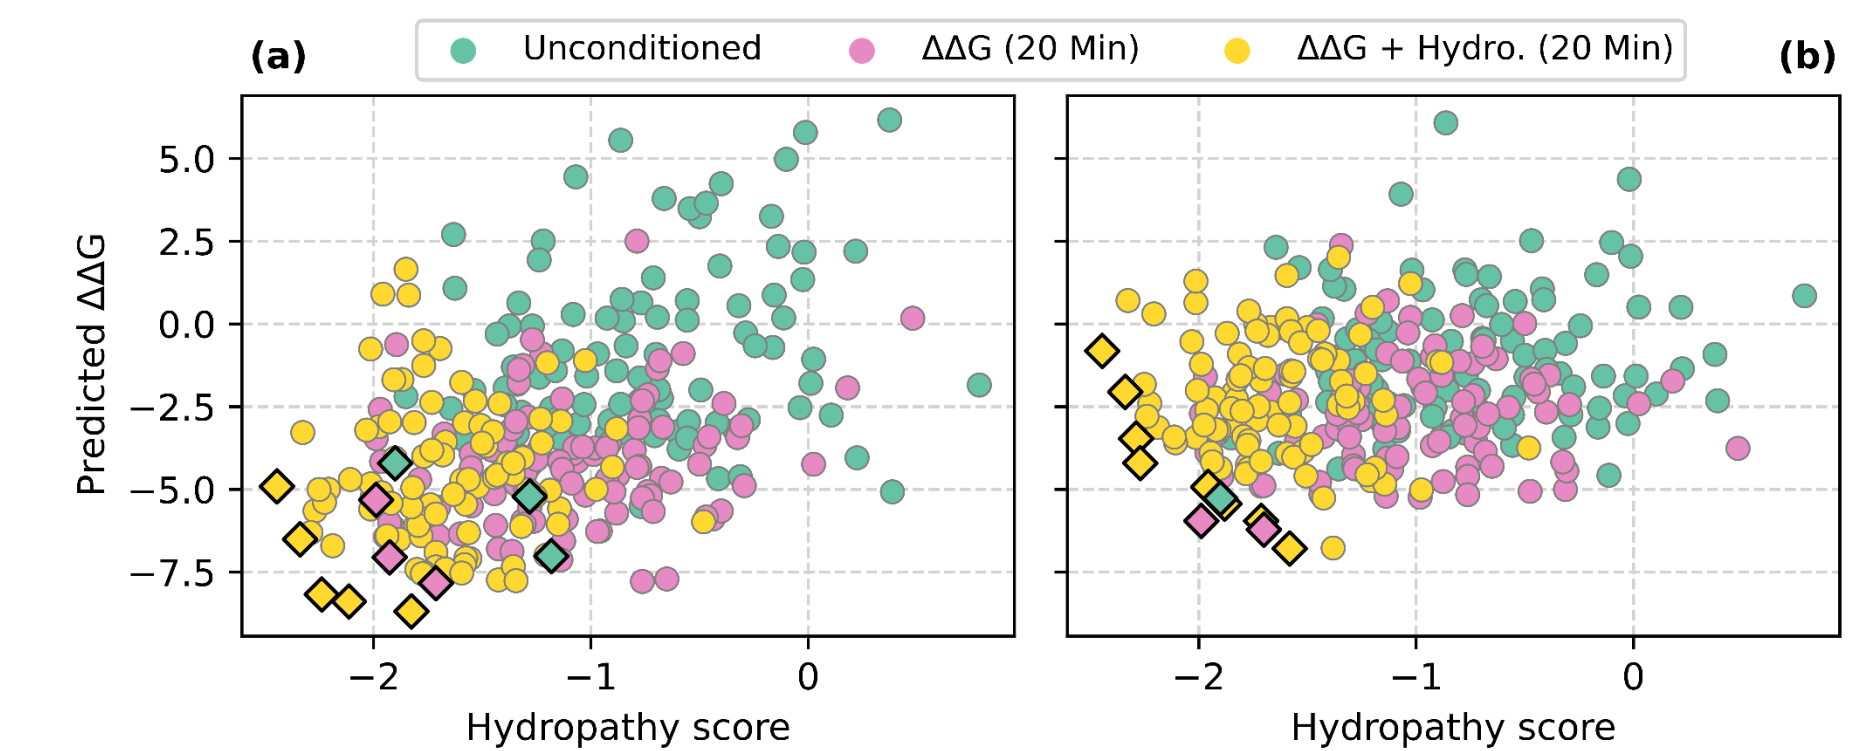 (a) Unconditioned ΔΔG (20 Min) ΔΔG + Hydro. (20 Min) (b)
5.0
2.5
0.0
−2.5
−5.0
−7.5
Predicted ΔΔG
−2 −1 0 −2 −1 0
Hydropathy score Hydropathy score